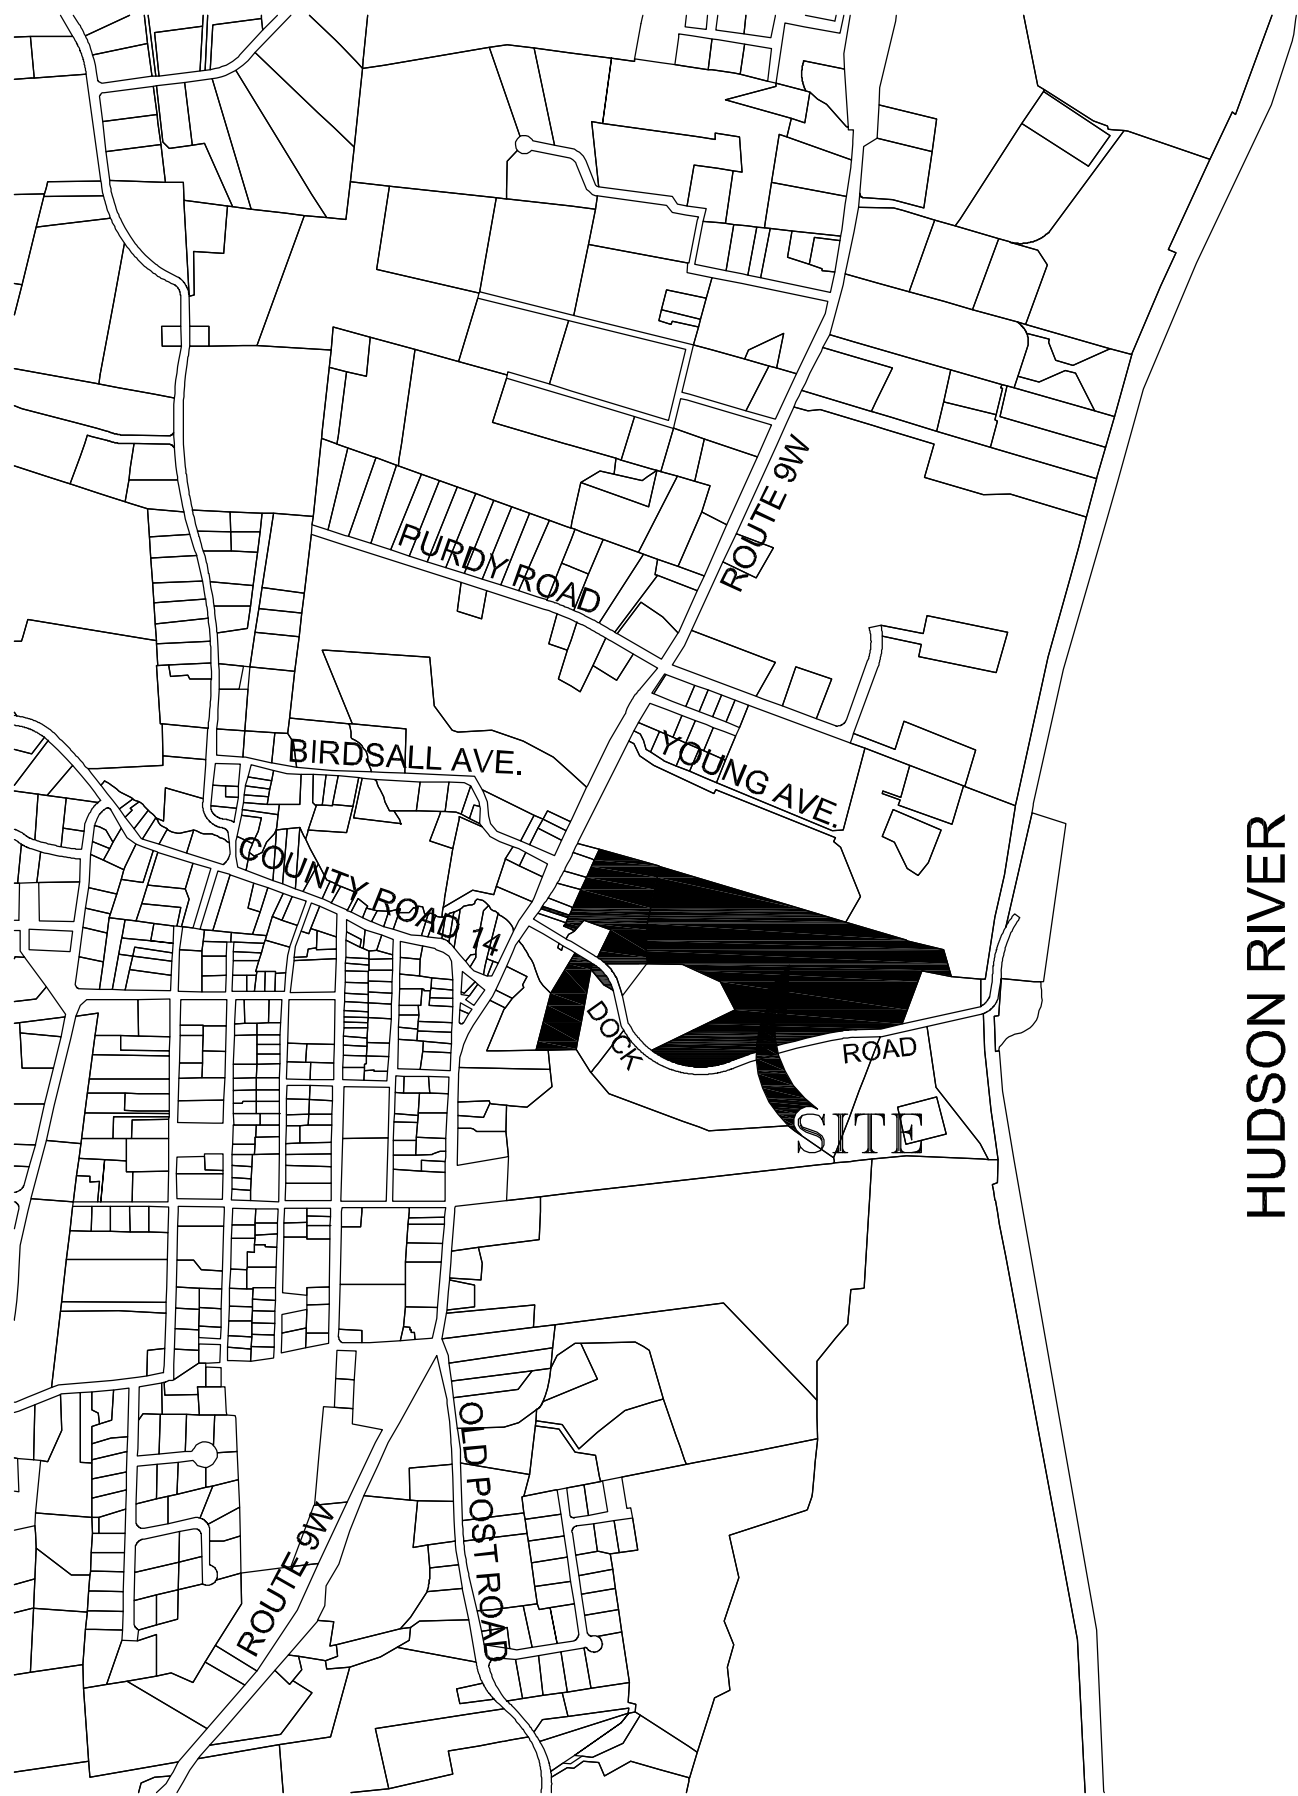 ROUTE 9W
PURDY ROAD
BIRDSALL AVE.
YOUNG AVE.
COUNTY ROAD 14
HUDSON RIVER
DOCK
ROAD
SITE
OLD POST ROAD
ROUTE 9W